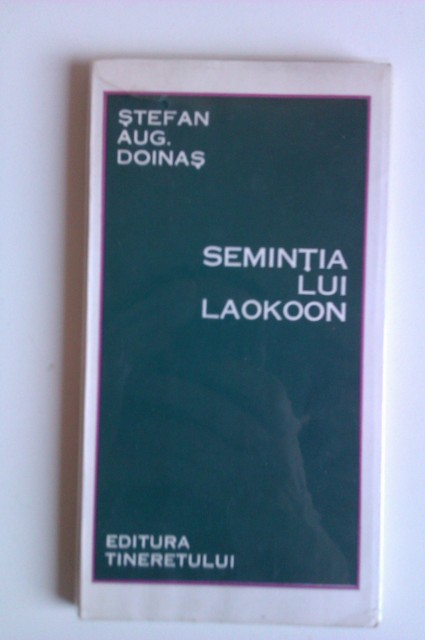 ŞTEFAN
AUG.
DOINAŞ
SEMINŢIA
LUI
LAOKOON
EDITURA
TINERETULUI